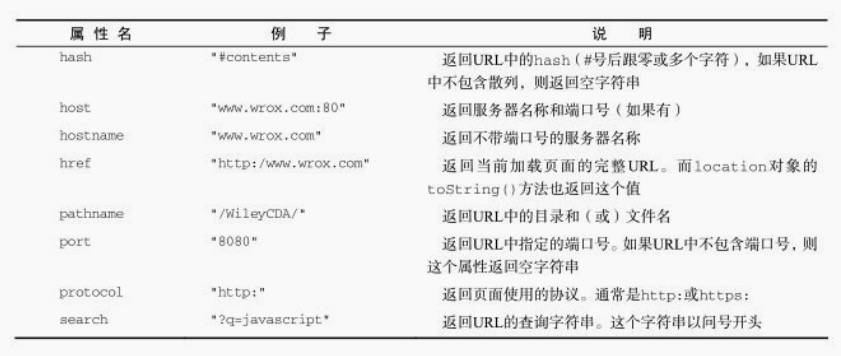 属 性 名 例 子 说 明
hash "#contents" 返回URL中的hash(#号后跟零或多个字符),如果URL
中不包含散列,则返回空字符串
host "www.wrox.com:80" 返回服务器名称和端口号(如果有)
hostname "www.wrox.com" 返回不带端口号的服务器名称
href "http:/www.wrox.com" 返回当前加载页面的完整URL。而location对象的
toString()方法也返回这个值
pathname "/WileyCDA/" 返回URL中的目录和(或)文件名
port "8080" 返回URL中指定的端口号。如果URL中不包含端口号,则
这个属性返回空字符串
protocol "http:" 返回页面使用的协议。通常是http:或https:
search "?q=javascript" 返回URL的查询字符串。这个字符串以问号开头